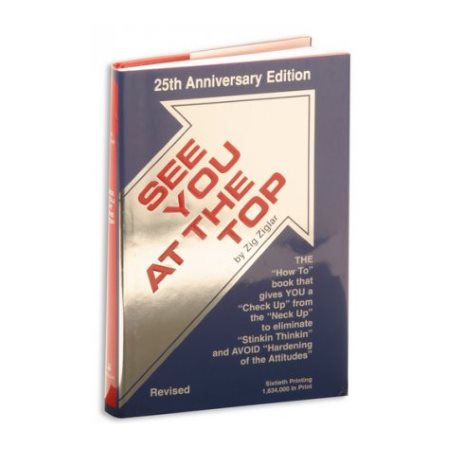 25th Anniversary Edition
SEE
YOU
AT THE
TOP
by Zig Ziglar
THE
"How To"
book that
gives YOU a
"Check Up" from
the "Neck Up"
to eliminate
"Stinkin Thinkin"
and AVOID "Hardening
of the Attitudes"
Revised
Sixtieth Printing
1,634,000 in Print